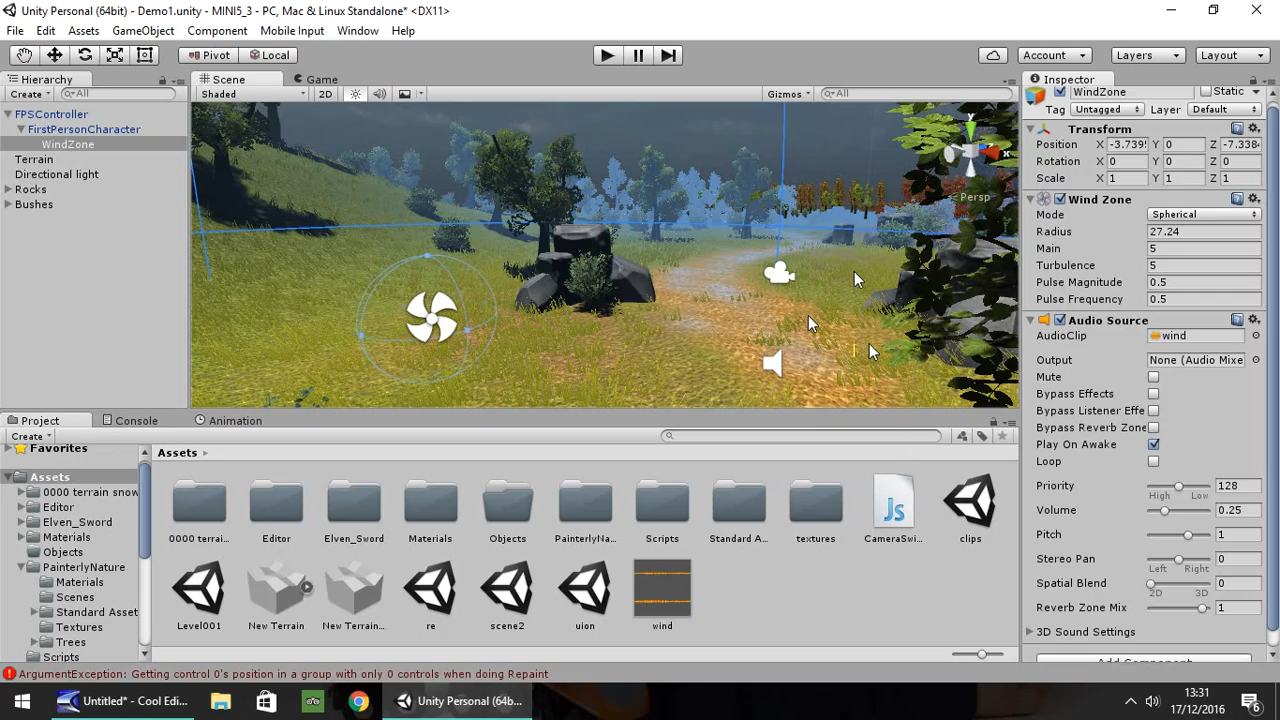 Unity Personal (64bit) - Demo1.unity - MINI5_3 - PC, Mac & Linux Standalone* <DX11>
File Edit Assets GameObject Component Mobile Input Window Help
Pivot Local Account Layers Layout
Hierarchy Scene Game Inspector
Create All Shaded 2D Gizmos All WindZone Static
Tag Untagged Layer Default
FPSController
FirstPersonCharacter
WindZone
Terrain
Directional light
Rocks
Bushes
y
x
Persp
Transform
Position X -3.739 Y 0 Z -7.338
Rotation X 0 Y 0 Z 0
Scale X 1 Y 1 Z 1
Wind Zone
Mode Spherical
Radius 27.24
Main 5
Turbulence 5
Pulse Magnitude 0.5
Pulse Frequency 0.5
Audio Source
AudioClip wind
Output None (Audio Mixe
Mute
Bypass Effects
Bypass Listener Effe
Bypass Reverb Zone
Play On Awake
Loop
Priority 128
High Low
Volume 0.25
Pitch 1
Stereo Pan 0
Left Right
Spatial Blend 0
2D 3D
Reverb Zone Mix 1
3D Sound Settings
Add Component
Project Console Animation
Create
Favorites
Assets
0000 terrain snow
Editor
Elven_Sword
Materials
Objects
PainterlyNature
Materials
Scenes
Standard Asset
Textures
Trees
Scripts
Assets
Js
0000 terrai... Editor Elven_Sword Materials Objects PainterlyNa... Scripts Standard A... textures CameraSwi... clips
Level001 New Terrain New Terrain... re scene2 uion wind
ArgumentException: Getting control 0's position in a group with only 0 controls when doing Repaint
Untitled* - Cool Edi... Unity Personal (64b...
13:31
17/12/2016
6